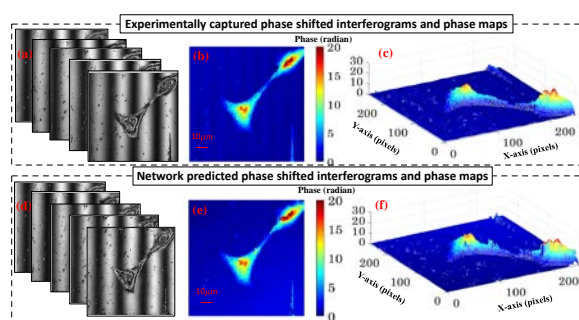 Experimentally captured phase shifted interferograms and phase maps
(a)
(b)
Phase (radian)
20
15
10
5
0
10μm
(c)
30
20
10
0
200
100
0
Y-axis (pixels)
0
100
200
X-axis (pixels)
Network predicted phase shifted interferograms and phase maps
(d)
(e)
Phase (radian)
20
15
10
5
0
10μm
(f)
30
20
10
0
200
100
0
Y-axis (pixels)
0
100
200
X-axis (pixels)